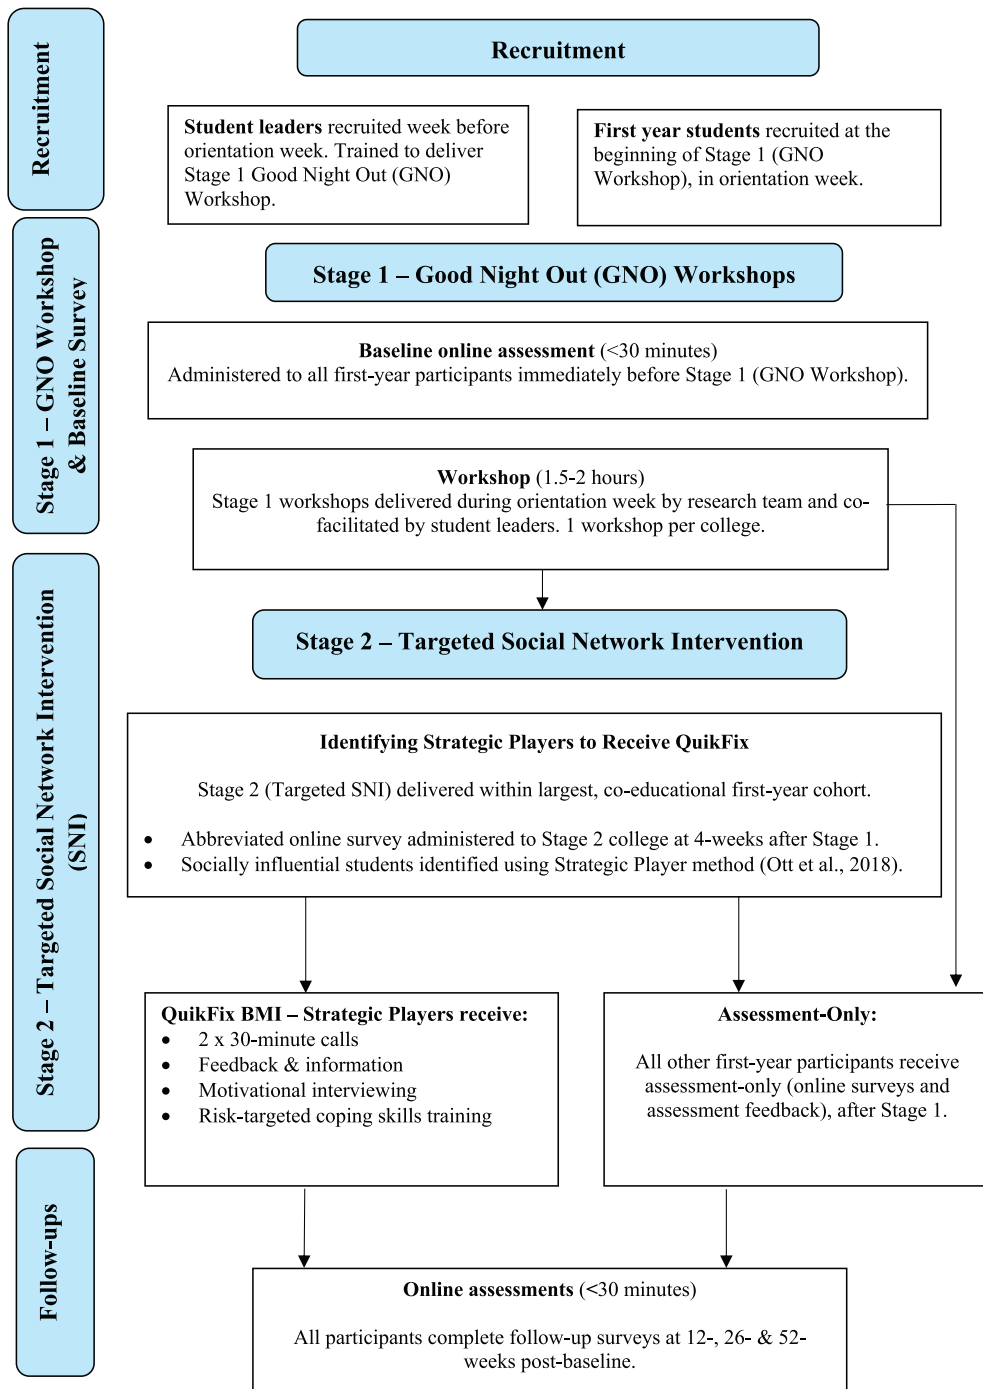 Recruitment
Recruitment
Student leaders recruited week before
orientation week. Trained to deliver
Stage 1 Good Night Out (GNO)
Workshop.
First year students recruited at the
beginning of Stage 1 (GNO
Workshop), in orientation week.
Stage 1 – GNO Workshop
& Baseline Survey
Stage 1 – Good Night Out (GNO) Workshops
Baseline online assessment (<30 minutes)
Administered to all first-year participants immediately before Stage 1 (GNO Workshop).
Workshop (1.5-2 hours)
Stage 1 workshops delivered during orientation week by research team and co-
facilitated by student leaders. 1 workshop per college.
Stage 2 – Targeted Social Network Intervention
(SNI)
Stage 2 – Targeted Social Network Intervention
Identifying Strategic Players to Receive QuikFix
Stage 2 (Targeted SNI) delivered within largest, co-educational first-year cohort.
• Abbreviated online survey administered to Stage 2 college at 4-weeks after Stage 1.
• Socially influential students identified using Strategic Player method (Ott et al., 2018).
QuikFix BMI – Strategic Players receive:
• 2 x 30-minute calls
• Feedback & information
• Motivational interviewing
• Risk-targeted coping skills training
Assessment-Only:
All other first-year participants receive
assessment-only (online surveys and
assessment feedback), after Stage 1.
Follow-ups
Online assessments (<30 minutes)
All participants complete follow-up surveys at 12-, 26- & 52-
weeks post-baseline.